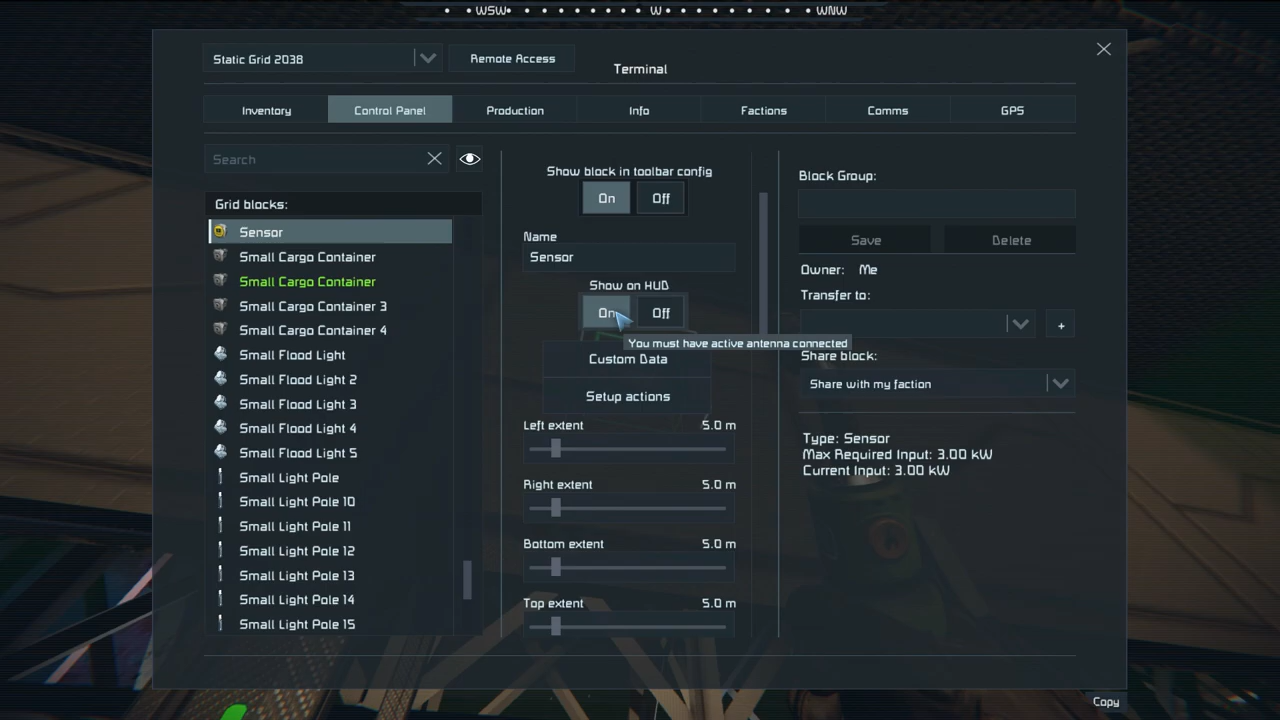 WSW W WNW
Static Grid 2038
Remote Access
Terminal
Inventory
Control Panel
Production
Info
Factions
Comms
GPS
Search
Grid blocks:
Sensor
Small Cargo Container
Small Cargo Container
Small Cargo Container 3
Small Cargo Container 4
Small Flood Light
Small Flood Light 2
Small Flood Light 3
Small Flood Light 4
Small Flood Light 5
Small Light Pole
Small Light Pole 10
Small Light Pole 11
Small Light Pole 12
Small Light Pole 13
Small Light Pole 14
Small Light Pole 15
Show block in toolbar config
On Off
Name
Sensor
Show on HUD
On Off
You must have active antenna connected
Custom Data
Setup actions
Left extent 5.0 m
Right extent 5.0 m
Bottom extent 5.0 m
Top extent 5.0 m
Block Group:
Save
Delete
Owner: Me
Transfer to:
+
Share block:
Share with my faction
Type: Sensor
Max Required Input: 3.00 kW
Current Input: 3.00 kW
Copy